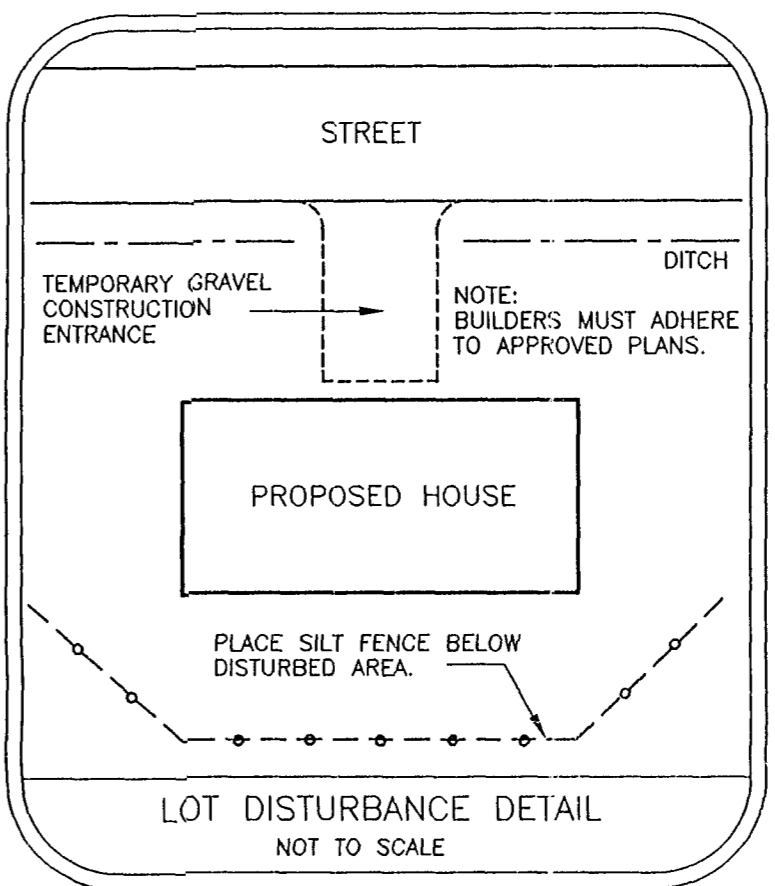 STREET
DITCH
TEMPORARY GRAVEL
CONSTRUCTION
ENTRANCE
NOTE:
BUILDERS MUST ADHERE
TO APPROVED PLANS.
PROPOSED HOUSE
PLACE SILT FENCE BELOW
DISTURBED AREA.
LOT DISTURBANCE DETAIL
NOT TO SCALE